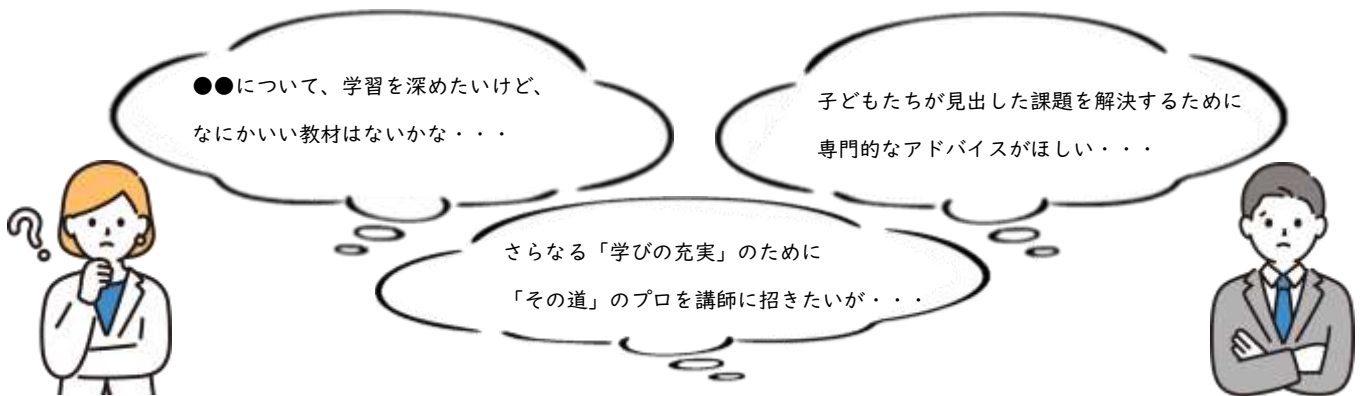 ●●について、学習を深めたいけど、
なにかいい教材はないかな・・・
子どもたちが見出した課題を解決するために
専門的なアドバイスがほしい・・・
さらなる「学びの充実」のために
「その道」のプロを講師に招きたいが・・・